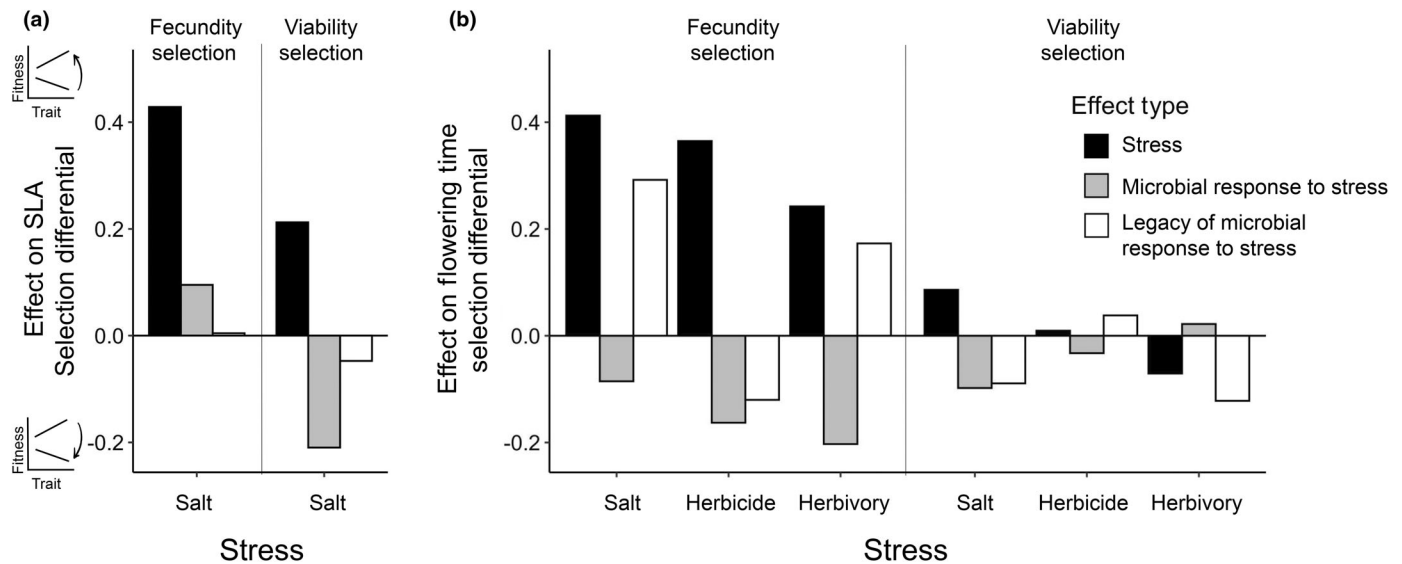 (a)
Fecundity
selection
Viability
selection
Fitness
Trait
Effect on SLA
Selection differential
0.4
0.2
0.0
-0.2
Fitness
Trait
Salt
Salt
Stress
(b)
Fecundity
selection
Viability
selection
Effect type
Stress
Microbial response to stress
Legacy of microbial
response to stress
Effect on flowering time
selection differential
0.4
0.2
0.0
-0.2
Salt
Herbicide
Herbivory
Salt
Herbicide
Herbivory
Stress